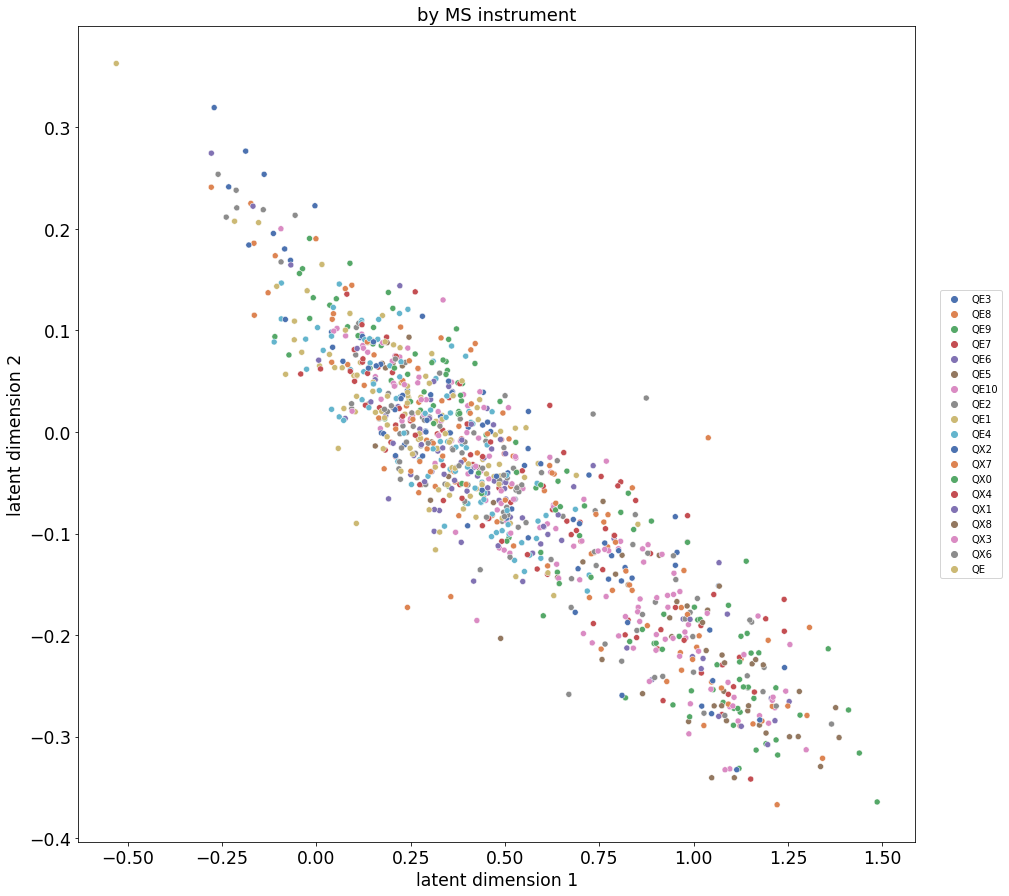 by MS instrument
latent dimension 2
0.3
0.2
0.1
0.0
−0.1
−0.2
−0.3
−0.4
−0.50
−0.25
0.00
0.25
0.50
0.75
1.00
1.25
1.50
latent dimension 1
QE3
QE8
QE9
QE7
QE6
QE5
QE10
QE2
QE1
QE4
QX2
QX7
QX0
QX4
QX1
QX8
QX3
QX6
QE